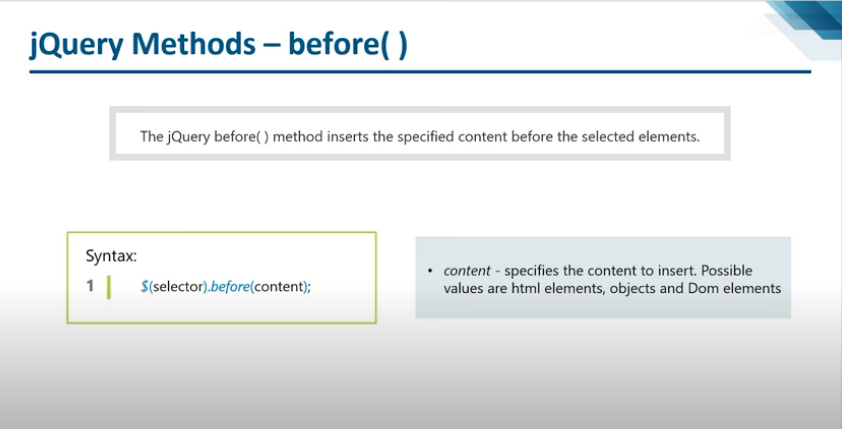 jQuery Methods – before( )
The jQuery before( ) method inserts the specified content before the selected elements.
Syntax:
1 $(selector).before(content);
• content - specifies the content to insert. Possible
values are html elements, objects and Dom elements